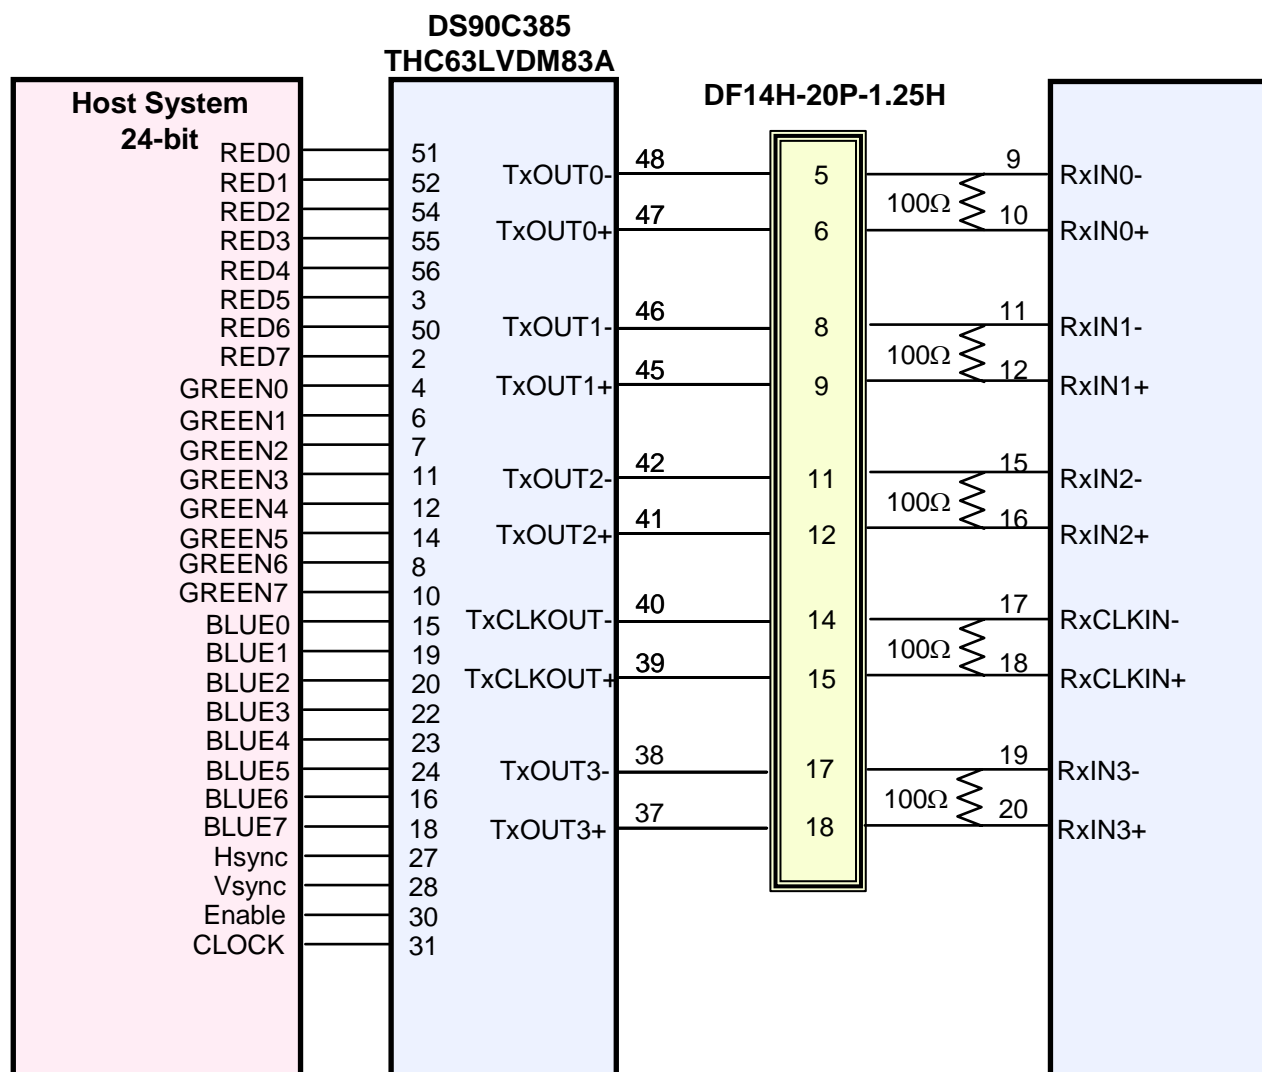 DS90C385
THC63LVDM83A
DF14H-20P-1.25H
Host System
24-bit
RED0 51
RED1 52
RED2 54
RED3 55
RED4 56
RED5 3
RED6 50
RED7 2
GREEN0 4
GREEN1 6
GREEN2 7
GREEN3 11
GREEN4 12
GREEN5 14
GREEN6 8
GREEN7 10
BLUE0 15
BLUE1 19
BLUE2 20
BLUE3 22
BLUE4 23
BLUE5 24
BLUE6 16
BLUE7 18
Hsync 27
Vsync 28
Enable 30
CLOCK 31
TxOUT0- 48 5 9 RxIN0-
100Ω
TxOUT0+ 47 6 10 RxIN0+
TxOUT1- 46 8 11 RxIN1-
100Ω
TxOUT1+ 45 9 12 RxIN1+
TxOUT2- 42 11 15 RxIN2-
100Ω
TxOUT2+ 41 12 16 RxIN2+
TxCLKOUT- 40 14 17 RxCLKIN-
100Ω
TxCLKOUT+ 39 15 18 RxCLKIN+
TxOUT3- 38 17 19 RxIN3-
100Ω
TxOUT3+ 37 18 20 RxIN3+